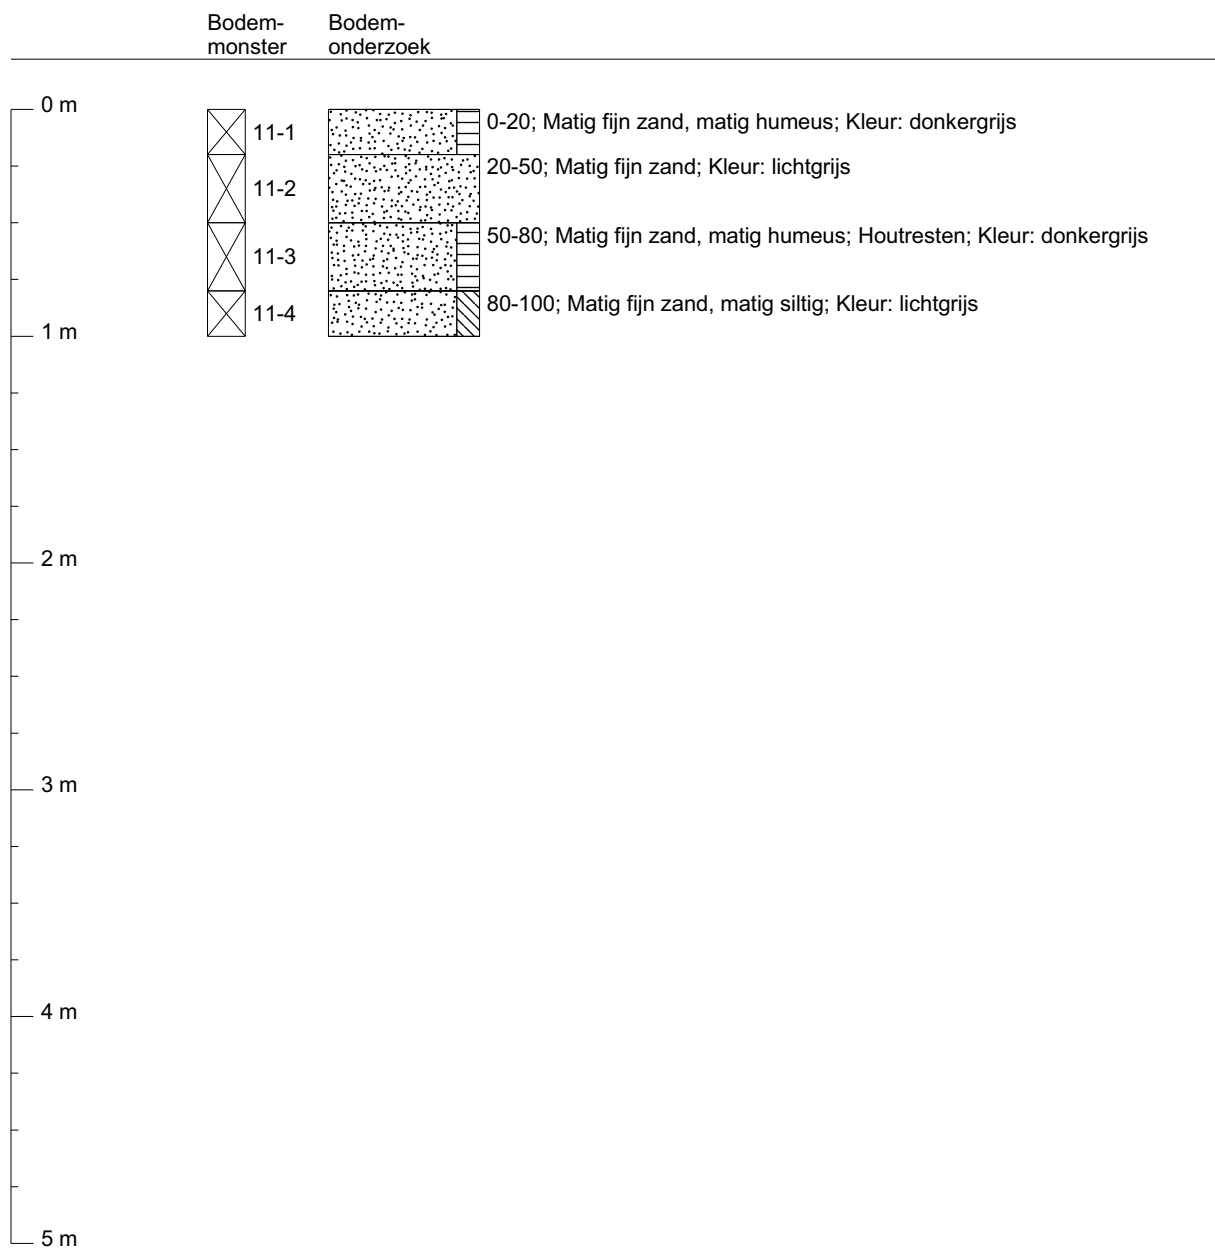 Bodem-
monster
Bodem-
onderzoek
0 m
11-1
0-20; Matig fijn zand, matig humeus; Kleur: donkergrijs
20-50; Matig fijn zand; Kleur: lichtgrijs
11-2
50-80; Matig fijn zand, matig humeus; Houtresten; Kleur: donkergrijs
11-3
80-100; Matig fijn zand, matig siltig; Kleur: lichtgrijs
11-4
1 m
2 m
3 m
4 m
5 m